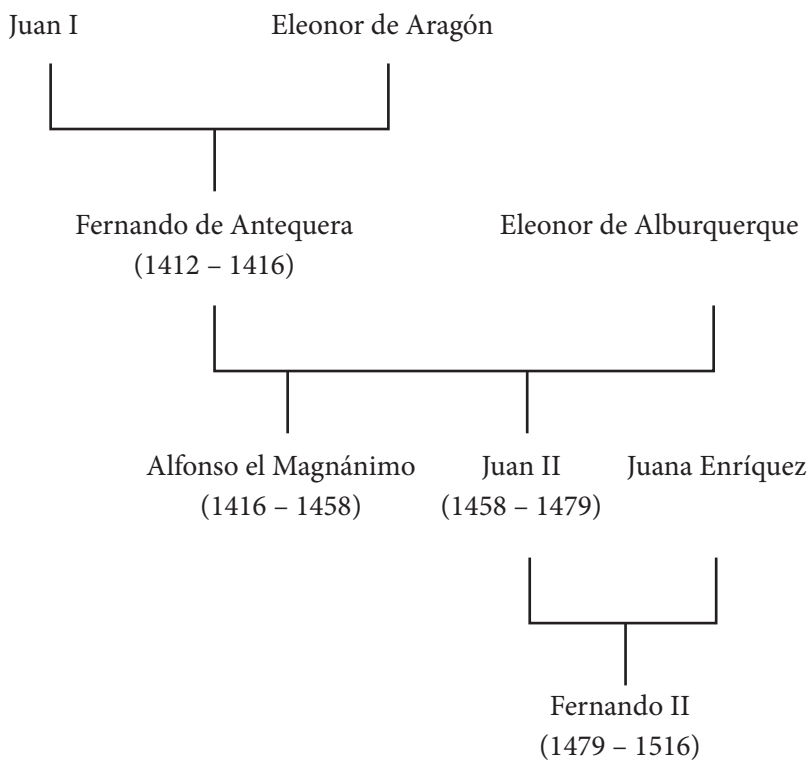 Juan I Eleonor de Aragón
Fernando de Antequera Eleonor de Alburquerque
(1412 – 1416)
Alfonso el Magnánimo Juan II Juana Enríquez
(1416 – 1458) (1458 – 1479)
Fernando II
(1479 – 1516)